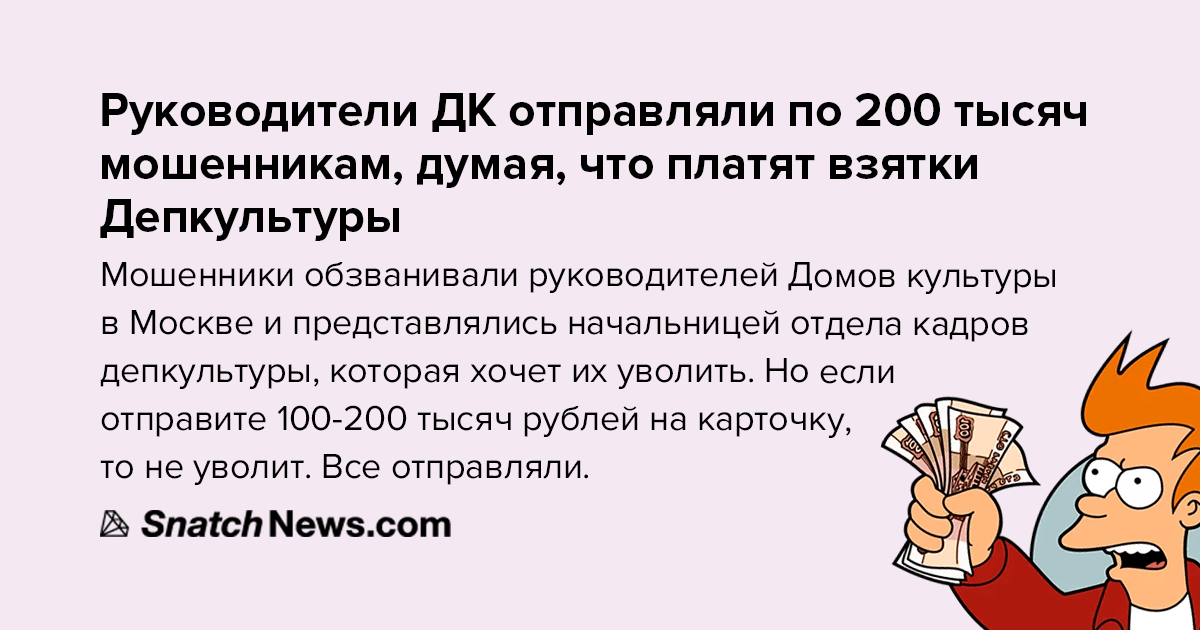 Руководители ДК отправляли по 200 тысяч
мошенникам, думая, что платят взятки
Депкультуры
Мошенники обзванивали руководителей Домов культуры
в Москве и представлялись начальницей отдела кадров
депкультуры, которая хочет их уволить. Но если
отправите 100-200 тысяч рублей на карточку,
то не уволит. Все отправляли.
Snatch News.com